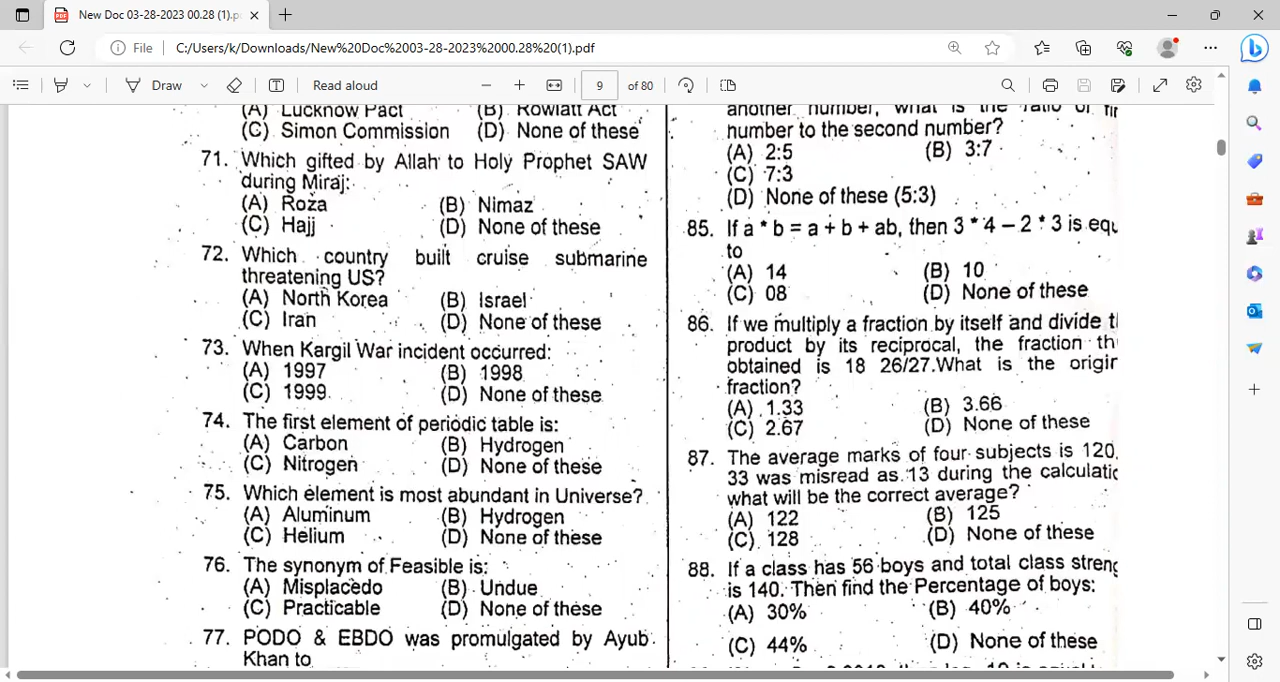 New Doc 03-28-2023 00.28 (1).p
File
C:/Users/k/Downloads/New%20Doc%2003-28-2023%2000.28%20(1).pdf
Draw
Read aloud
9
of 80
(A) Lucknow Pact (B) Rowlatt Act
(C) Simon Commission (D) None of these
71. Which gifted by Allah to Holy Prophet SAW
during Miraj:
(A) Roza (B) Nimaz
(C) Hajj (D) None of these
72. Which country built cruise submarine
threatening US?
(A) North Korea (B) Israel
(C) Iran (D) None of these
73. When Kargil War incident occurred:
(A) 1997 (B) 1998
(C) 1999 (D) None of these
74. The first element of periodic table is:
(A) Carbon (B) Hydrogen
(C) Nitrogen (D) None of these
75. Which element is most abundant in Universe?
(A) Aluminum (B) Hydrogen
(C) Helium (D) None of these
76. The synonym of Feasible is:
(A) Misplacedo (B) Undue
(C) Practicable (D) None of these
77. PODO & EBDO was promulgated by Ayub
Khan to
another number, what is the ratio of fir
number to the second number?
(A) 2:5 (B) 3:7
(C) 7:3
(D) None of these (5:3)
85. If a * b = a + b + ab, then 3 * 4 – 2 * 3 is equ
to
(A) 14 (B) 10
(C) 08 (D) None of these
86. If we multiply a fraction by itself and divide t
product by its reciprocal, the fraction th
obtained is 18 26/27.What is the origin
fraction?
(A) 1.33 (B) 3.66
(C) 2.67 (D) None of these
87. The average marks of four subjects is 120.
33 was misread as 13 during the calculatio
what will be the correct average?
(A) 122 (B) 125
(C) 128 (D) None of these
88. If a class has 56 boys and total class streng
is 140. Then find the Percentage of boys:
(A) 30% (B) 40%
(C) 44% (D) None of these